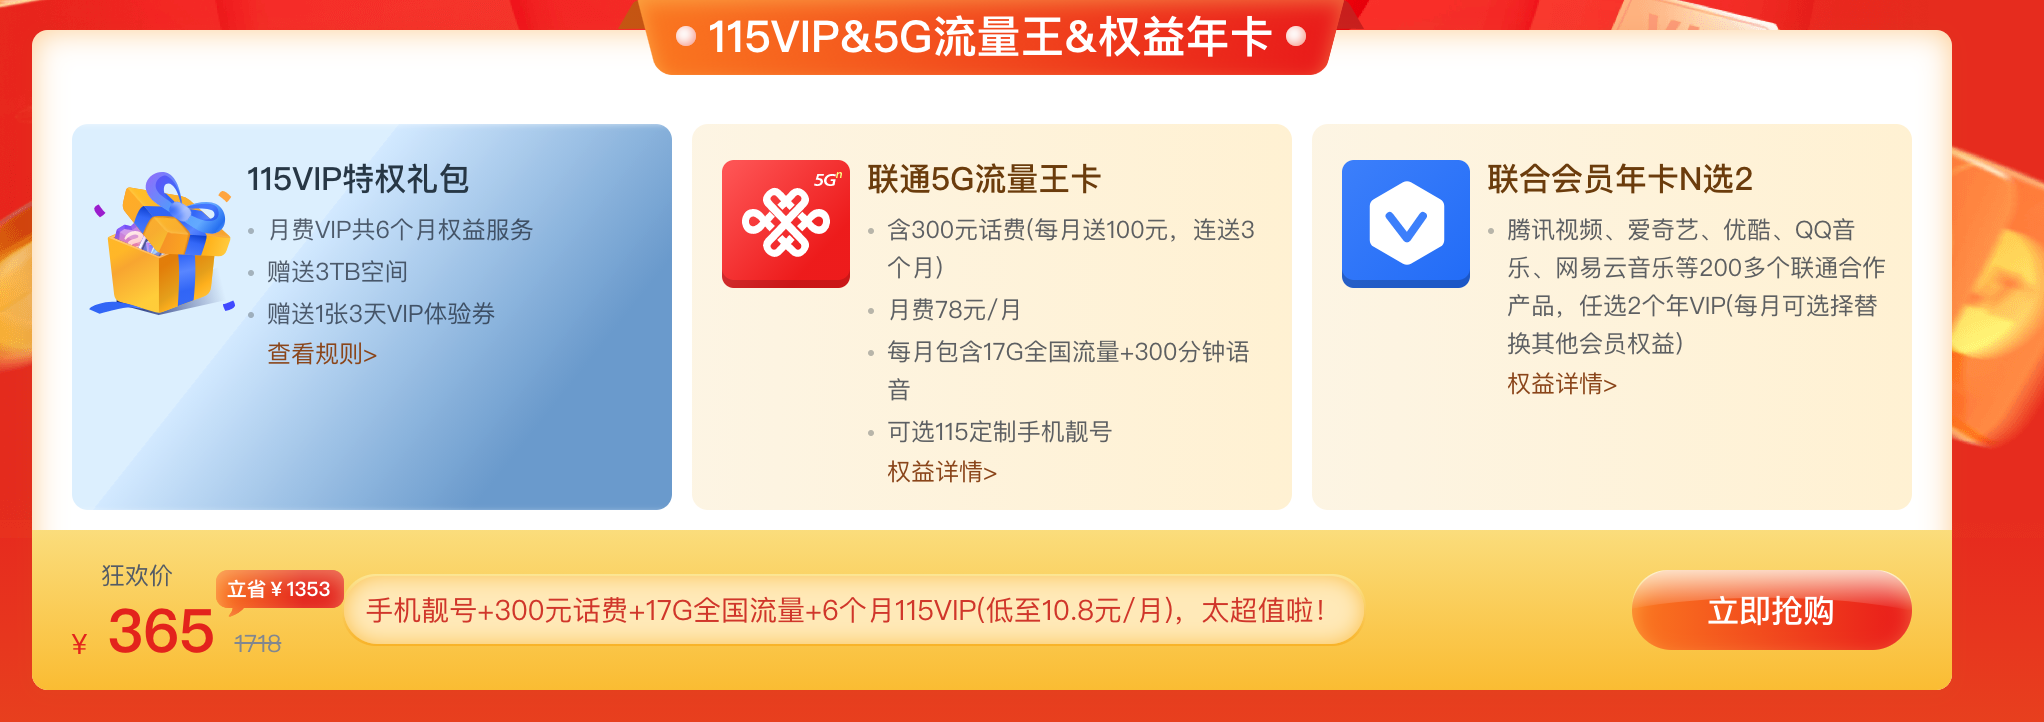 115VIP&5G流量王&权益年卡
115VIP特权礼包
月费VIP共6个月权益服务
赠送3TB空间
赠送1张3天VIP体验券
查看规则>
5Gⁿ
联通5G流量王卡
含300元话费(每月送100元，连送3
个月)
月费78元/月
每月包含17G全国流量+300分钟语
音
可选115定制手机靓号
权益详情>
联合会员年卡N选2
腾讯视频、爱奇艺、优酷、QQ音
乐、网易云音乐等200多个联通合作
产品，任选2个年VIP(每月可选择替
换其他会员权益)
权益详情>
狂欢价
立省￥1353
￥365 1718
手机靓号+300元话费+17G全国流量+6个月115VIP(低至10.8元/月)，太超值啦！
立即抢购